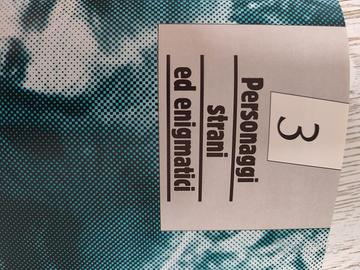 3
Personaggi
strani
ed enigmatici